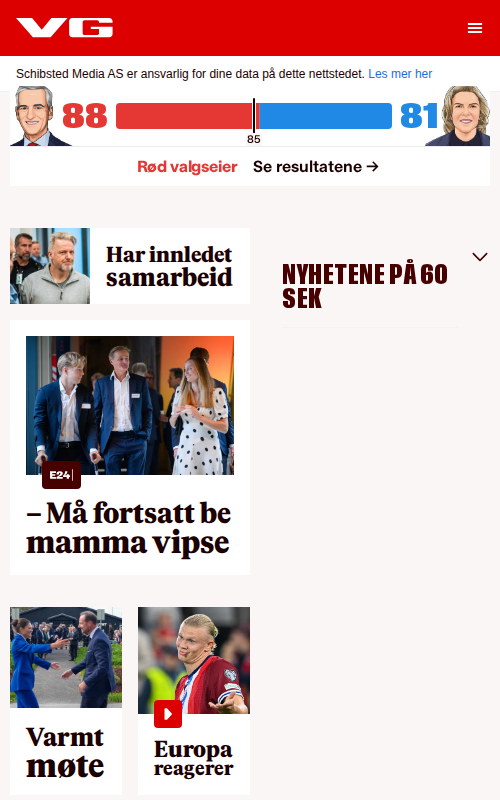 VG
Schibsted Media AS er ansvarlig for dine data på dette nettstedet. Les mer her
88
81
85
Rød valgseier Se resultatene →
Har innledet
samarbeid
NYHETENE PÅ 60
SEK
E24
– Må fortsatt be
mamma vipse
Varmt
møte
Europa
reagerer